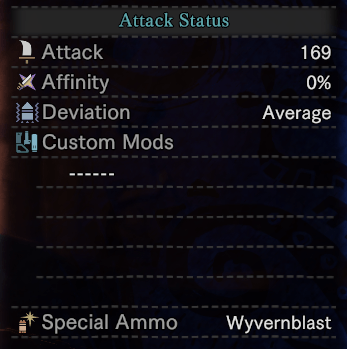 Attack Status
Attack 169
Affinity 0%
Deviation Average
Custom Mods
------
Special Ammo Wyvernblast